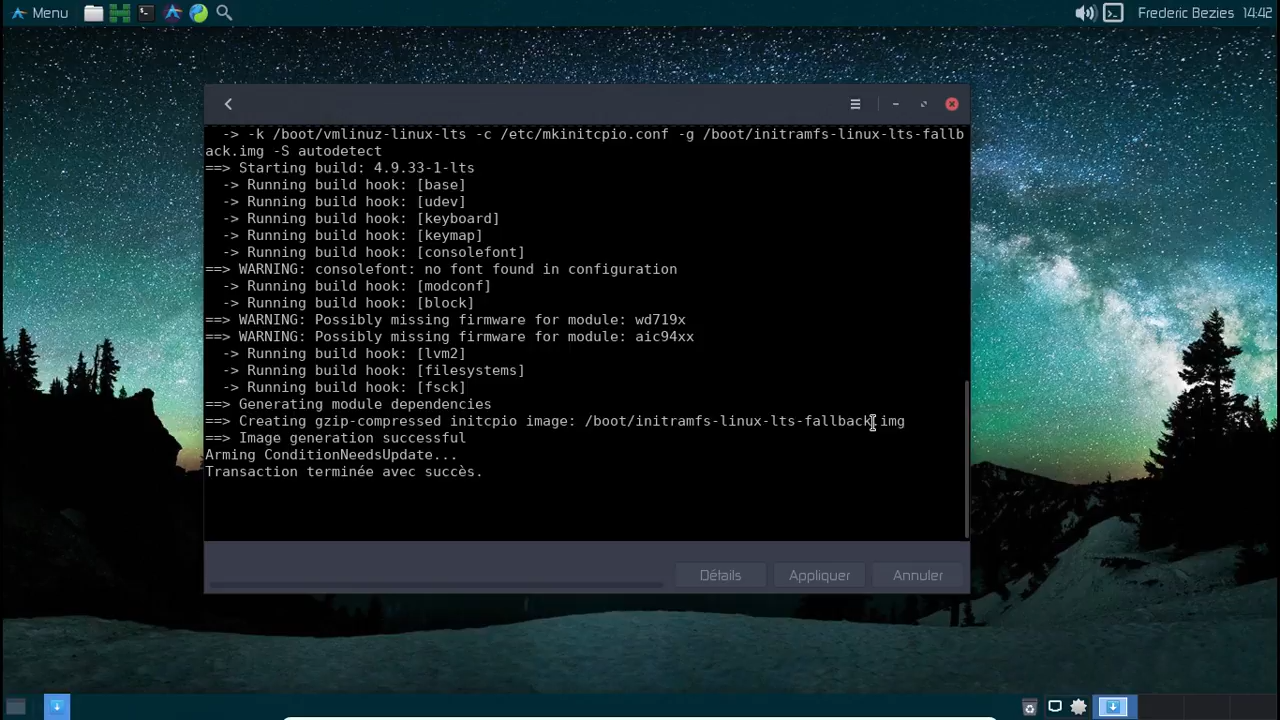 Menu
Frederic Bezies 14:42
-> -k /boot/vmlinuz-linux-lts -c /etc/mkinitcpio.conf -g /boot/initramfs-linux-lts-fallb
ack.img -S autodetect
==> Starting build: 4.9.33-1-lts
-> Running build hook: [base]
-> Running build hook: [udev]
-> Running build hook: [keyboard]
-> Running build hook: [keymap]
-> Running build hook: [consolefont]
==> WARNING: consolefont: no font found in configuration
-> Running build hook: [modconf]
-> Running build hook: [block]
==> WARNING: Possibly missing firmware for module: wd719x
==> WARNING: Possibly missing firmware for module: aic94xx
-> Running build hook: [lvm2]
-> Running build hook: [filesystems]
-> Running build hook: [fsck]
==> Generating module dependencies
==> Creating gzip-compressed initcpio image: /boot/initramfs-linux-lts-fallback.img
==> Image generation successful
Arming ConditionNeedsUpdate...
Transaction terminée avec succès.
Détails
Appliquer
Annuler